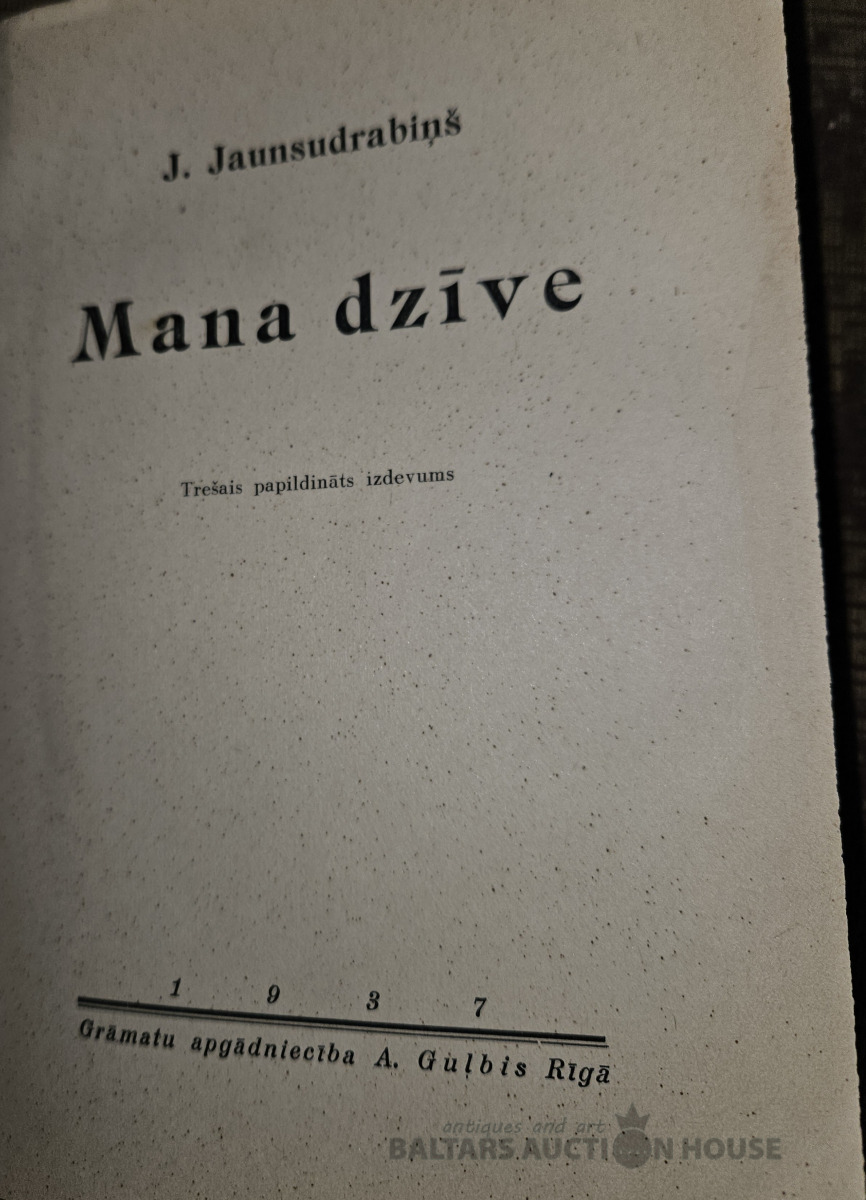 J. Jaunsudrabiņš
Mana dzīve
Trešais papildināts izdevums
1 9 3 7
Grāmatu apgādniecība A. Gulbis Rīgā
antiques and art
BALTARS AUCTION HOUSE